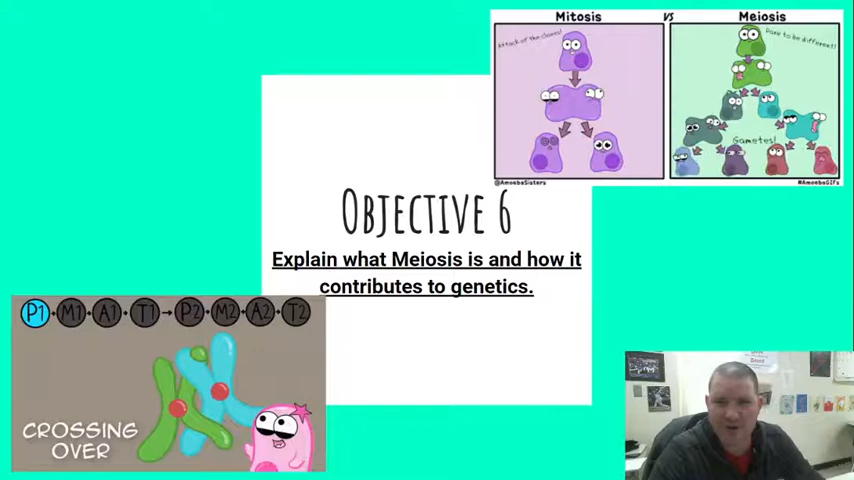 Mitosis VS Meiosis
Attack of the clones!
Dare to be different!
Gametes!
@AmoebaSisters
#AmoebaGIFs
OBJECTIVE 6
Explain what Meiosis is and how it
contributes to genetics.
P1 M1 A1 T1 P2 M2 A2 T2
CROSSING
OVER